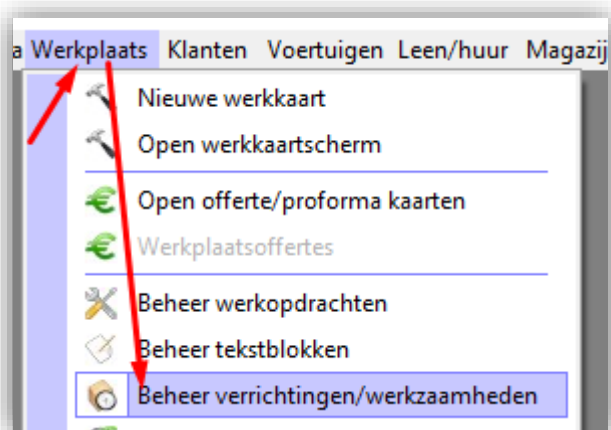 a Werkplaats Klanten Voertuigen Leen/huur Magazij
Nieuwe werkkaart
Open werkkaartscherm
Open offerte/proforma kaarten
Werkplaatsoffertes
Beheer werkopdrachten
Beheer tekstblokken
Beheer verrichtingen/werkzaamheden